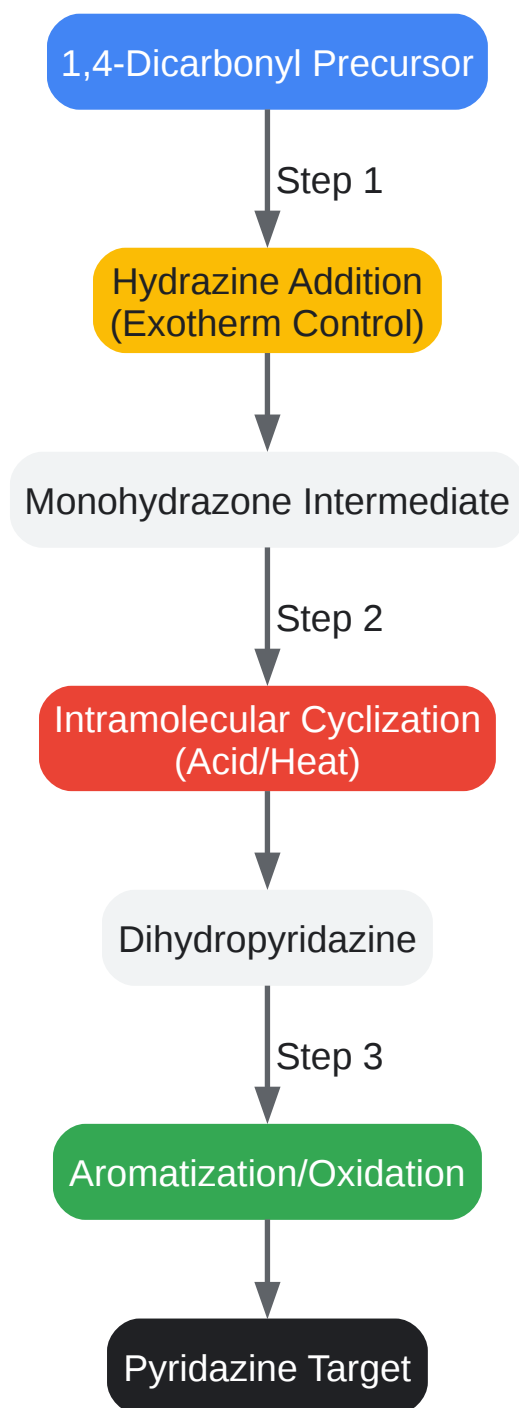 1,4-Dicarbonyl Precursor
Step 1
Hydrazine Addition
(Exotherm Control)
Monohydrazone Intermediate
Step 2
Intramolecular Cyclization
(Acid/Heat)
Dihydropyridazine
Step 3
Aromatization/Oxidation
Pyridazine Target